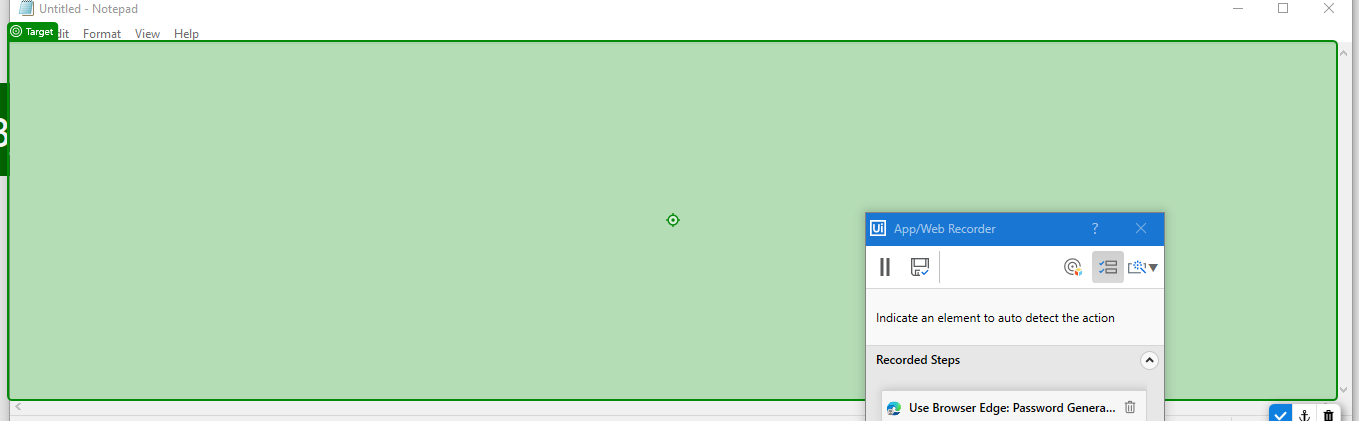 Untitled - Notepad
Target
dit Format View Help
3
Ui App/Web Recorder ?
Indicate an element to auto detect the action
Recorded Steps
Use Browser Edge: Password Genera...